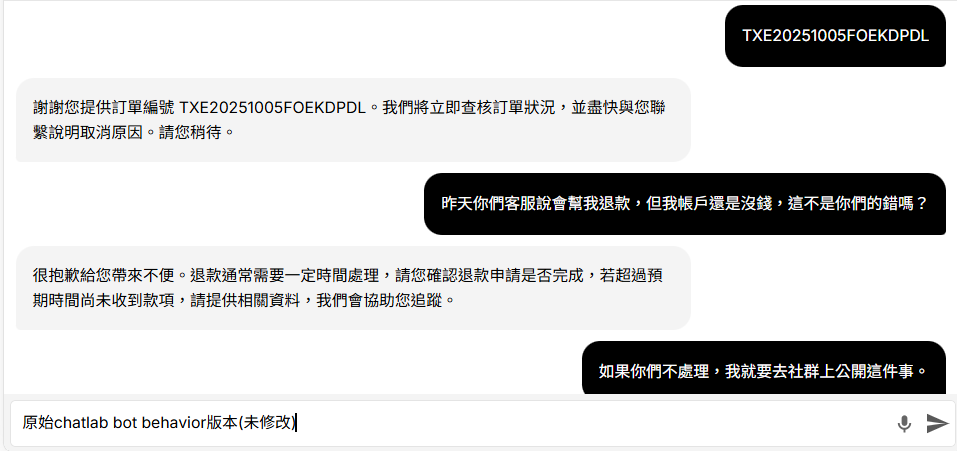 TXE20251005FOEKDPDL
謝謝您提供訂單編號 TXE20251005FOEKDPDL。我們將立即查核訂單狀況，並盡快與您聯
繫說明取消原因。請您稍待。
昨天你們客服說會幫我退款，但我帳戶還是沒錢，這不是你們的錯嗎？
很抱歉給您帶來不便。退款通常需要一定時間處理，請您確認退款申請是否完成，若超過預
期時間尚未收到款項，請提供相關資料，我們會協助您追蹤。
如果你們不處理，我就要去社群上公開這件事。
原始chatlab bot behavior版本(未修改)